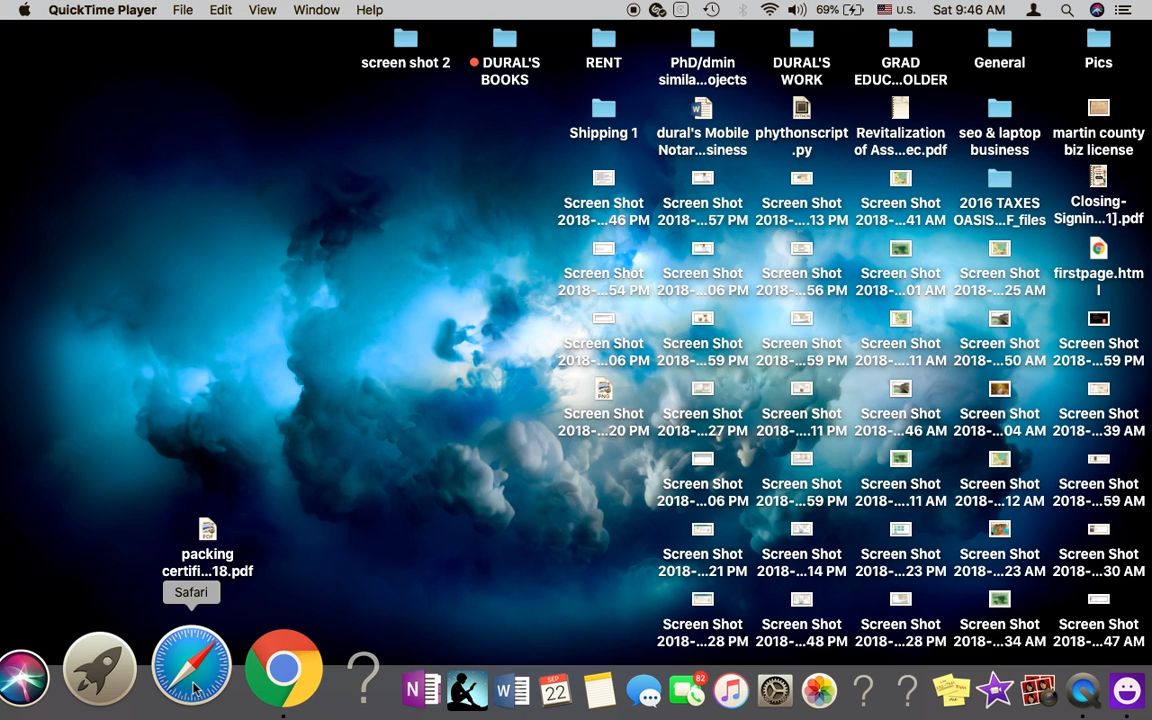 QuickTime Player File Edit View Window Help 69% U.S. Sat 9:46 AM
screen shot 2
DURAL'S
BOOKS
RENT
PhD/dmin
simila...ojects
DURAL'S
WORK
GRAD
EDUC...OLDER
General
Pics
Shipping 1
dural's Mobile
Notar...siness
phythonscript
.py
Revitalization
of Ass...ec.pdf
seo & laptop
business
martin county
biz license
Screen Shot
2018-...46 PM
Screen Shot
2018-...57 PM
Screen Shot
2018-....13 PM
Screen Shot
2018-...41 AM
2016 TAXES
OASIS...F_files
Closing-
Signin...1].pdf
Screen Shot
2018-...54 PM
Screen Shot
2018-...06 PM
Screen Shot
2018-...56 PM
Screen Shot
2018-...01 AM
Screen Shot
2018-...25 AM
firstpage.htm
l
Screen Shot
2018-...06 PM
Screen Shot
2018-...59 PM
Screen Shot
2018-...59 PM
Screen Shot
2018-....11 AM
Screen Shot
2018-...50 AM
Screen Shot
2018-...59 PM
Screen Shot
2018-...20 PM
Screen Shot
2018-...27 PM
Screen Shot
2018-....11 PM
Screen Shot
2018-...46 AM
Screen Shot
2018-...04 AM
Screen Shot
2018-...39 AM
Screen Shot
2018-...06 PM
Screen Shot
2018-...59 PM
Screen Shot
2018-....11 AM
Screen Shot
2018-...12 AM
Screen Shot
2018-...59 AM
Screen Shot
2018-...21 PM
Screen Shot
2018-...14 PM
Screen Shot
2018-...23 PM
Screen Shot
2018-...23 AM
Screen Shot
2018-...30 AM
packing
certifi...18.pdf
Screen Shot
2018-...28 PM
Screen Shot
2018-...48 PM
Screen Shot
2018-...28 PM
Screen Shot
2018-...34 AM
Screen Shot
2018-...47 AM
Safari
SEP
22
82